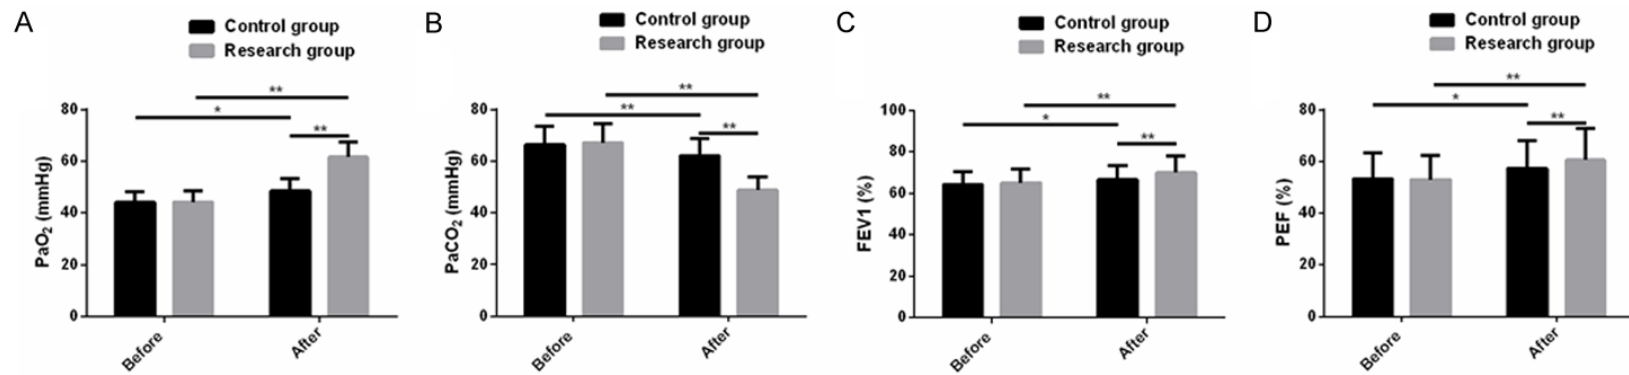 A
Control group
Research group
** 
*
**
80
60
40
20
0
PaO2 (mmHg)
Before
After
B
Control group
Research group
**
**
**
80
60
40
20
0
PaCO2 (mmHg)
Before
After
C
Control group
Research group
**
*
**
100
80
60
40
20
0
FEV1 (%)
Before
After
D
Control group
Research group
**
*
**
80
60
40
20
0
PEF (%)
Before
After